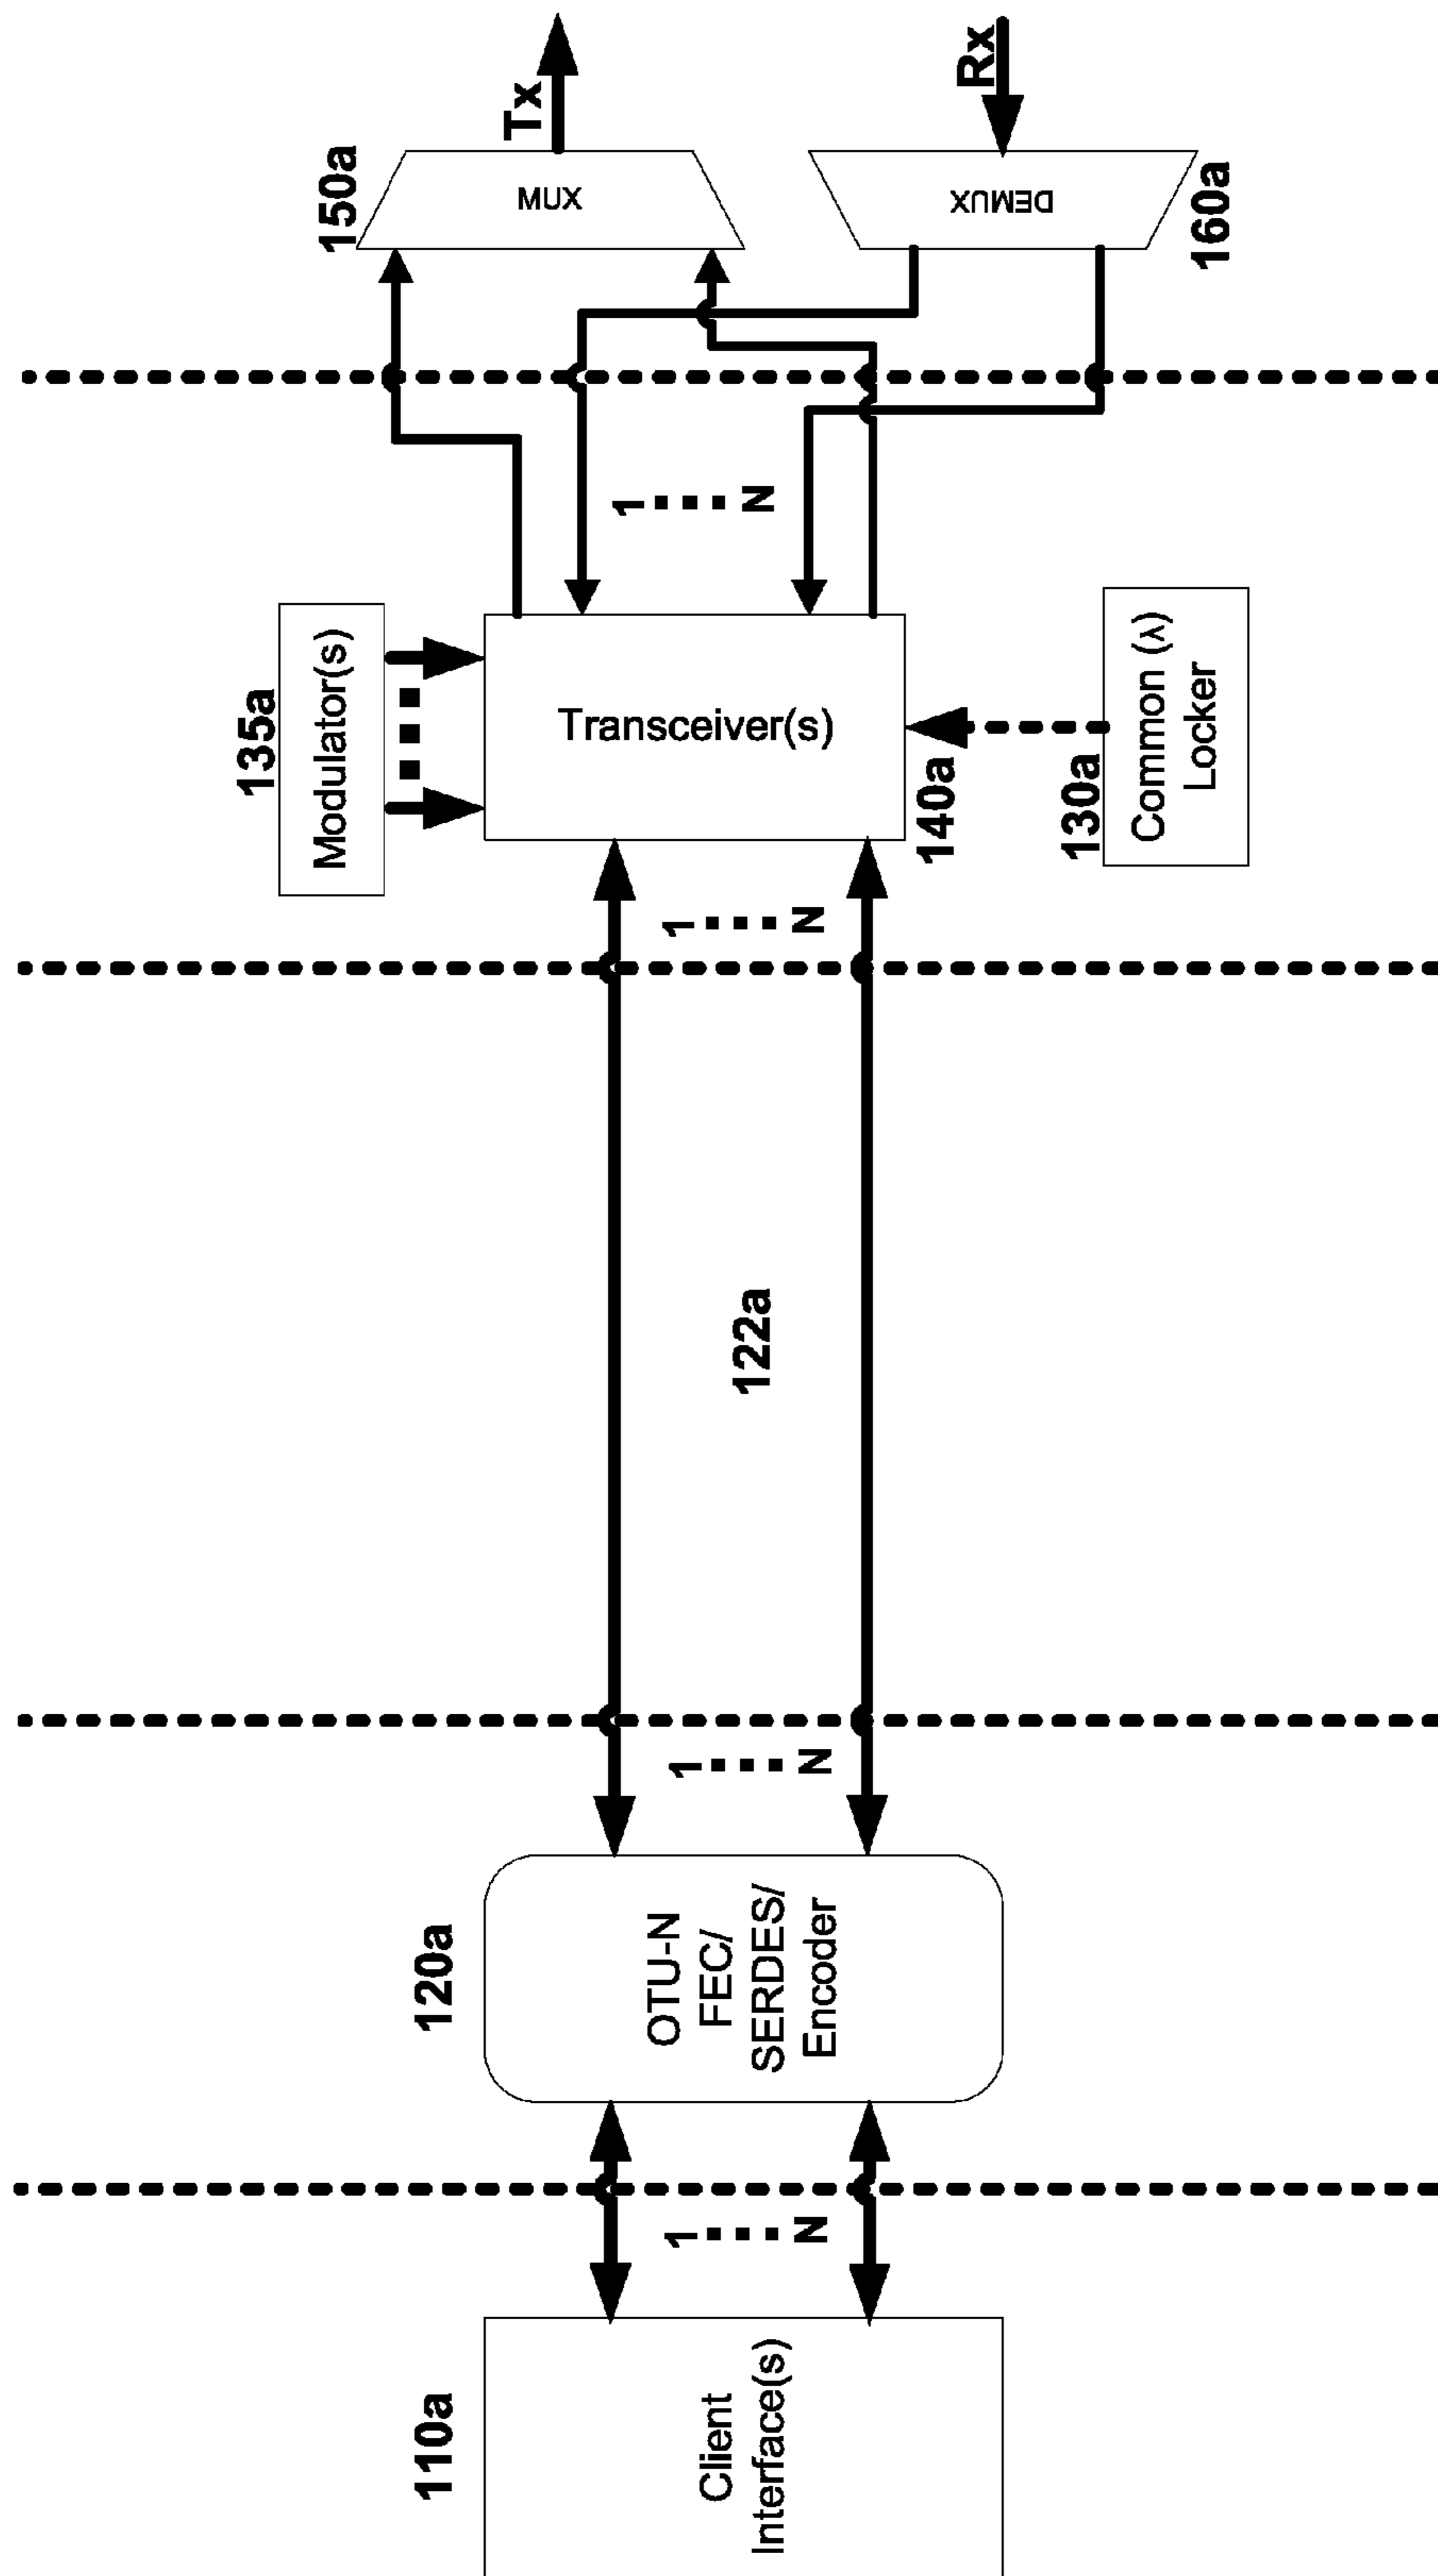 110a
Client
Interface(s)
1
N
120a
OTU-N
FEC/
SERDES/
Encoder
1
N
122a
1
N
135a
Modulator(s)
Transceiver(s)
140a
130a
Common (λ)
Locker
1
N
150a
MUX
Tx
DEMUX
160a
Rx